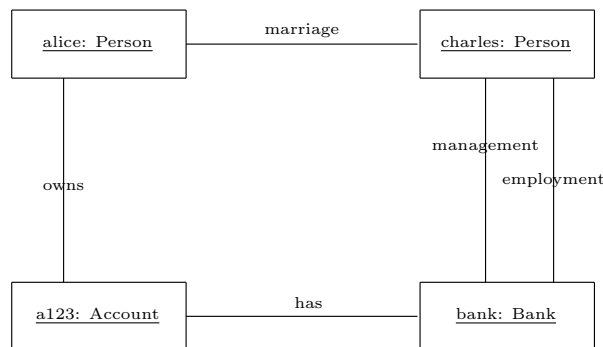 marriage
alice: Person
charles: Person
management
employment
owns
has
a123: Account
bank: Bank